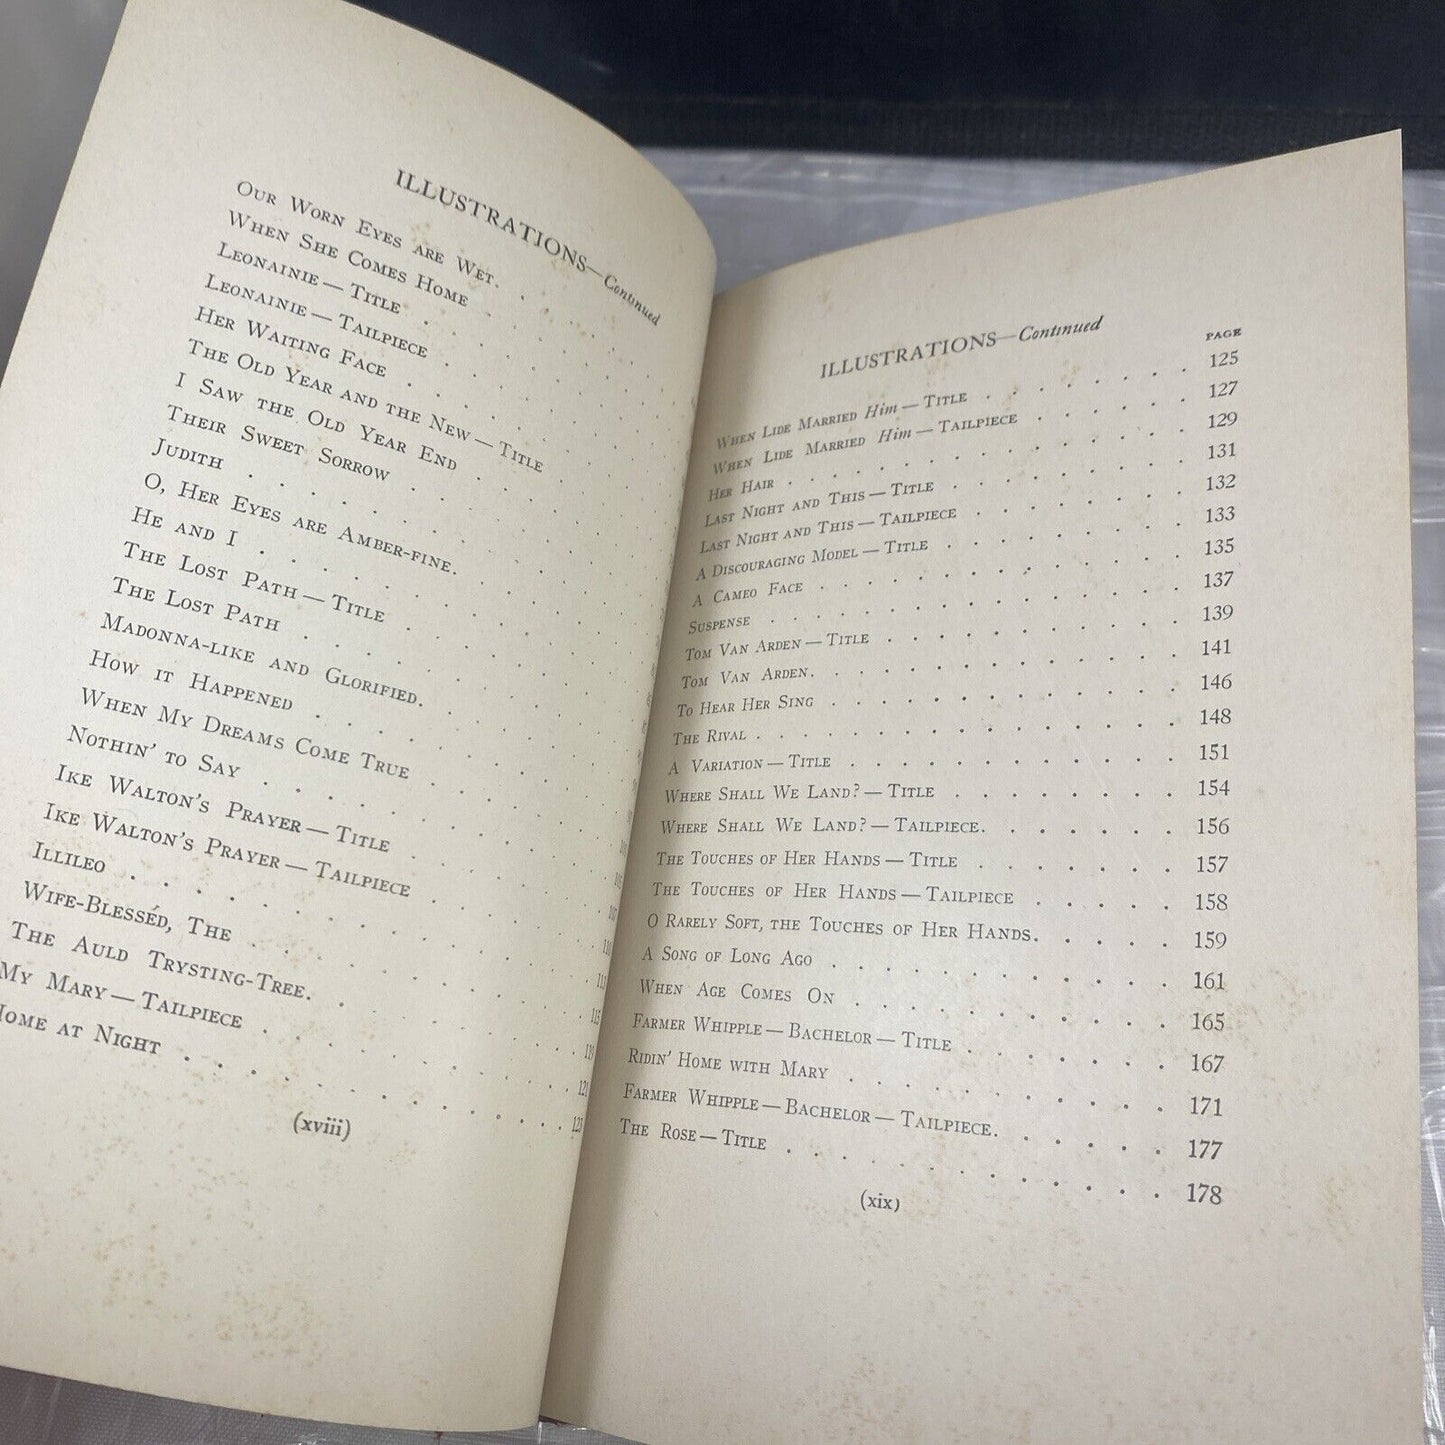 ILLUSTRATIONS—Continued
OUR WORN EYES ARE WET. . . . . .
WHEN SHE COMES HOME . . . . . .
LEONAINIE — TITLE . . . . . .
LEONAINIE — TAILPIECE . . . . . .
HER WAITING FACE . . . . . .
THE OLD YEAR AND THE NEW — TITLE . . . .
I SAW THE OLD YEAR END . . . . . .
THEIR SWEET SORROW . . . . . .
JUDITH . . . . . . . .
O, HER EYES ARE AMBER-FINE. . . . . .
HE AND I . . . . . . . .
THE LOST PATH — TITLE . . . . . .
THE LOST PATH . . . . . . .
MADONNA-LIKE AND GLORIFIED. . . . . .
HOW IT HAPPENED . . . . . . .
WHEN MY DREAMS COME TRUE . . . . .
NOTHIN' TO SAY . . . . . . .
IKE WALTON'S PRAYER — TITLE . . . . . 107
IKE WALTON'S PRAYER — TAILPIECE . . . . . 110
ILLILEO . . . . . . . . 113
WIFE-BLESSÉD, THE . . . . . . . 115
THE AULD TRYSTING-TREE. . . . . . . 119
MY MARY — TAILPIECE . . . . . . . 121
HOME AT NIGHT . . . . . . . . 123
(xviii)
ILLUSTRATIONS—Continued
PAGE
WHEN LIDE MARRIED Him — TITLE . . . . . . 125
WHEN LIDE MARRIED Him — TAILPIECE . . . . . 127
HER HAIR . . . . . . . . . . 129
LAST NIGHT AND THIS — TITLE . . . . . . 131
LAST NIGHT AND THIS — TAILPIECE . . . . . . 132
A DISCOURAGING MODEL — TITLE . . . . . . 133
A CAMEO FACE . . . . . . . . . 135
SUSPENSE . . . . . . . . . . 137
TOM VAN ARDEN — TITLE . . . . . . . 139
TOM VAN ARDEN. . . . . . . . . 141
TO HEAR HER SING . . . . . . . . 146
THE RIVAL . . . . . . . . . . 148
A VARIATION — TITLE . . . . . . . . 151
WHERE SHALL WE LAND? — TITLE . . . . . . 154
WHERE SHALL WE LAND? — TAILPIECE. . . . . . 156
THE TOUCHES OF HER HANDS — TITLE . . . . . 157
THE TOUCHES OF HER HANDS — TAILPIECE . . . . 158
O RARELY SOFT, THE TOUCHES OF HER HANDS. . . . 159
A SONG OF LONG AGO . . . . . . . . 161
WHEN AGE COMES ON . . . . . . . . 165
FARMER WHIPPLE — BACHELOR — TITLE . . . . . 167
RIDIN' HOME WITH MARY . . . . . . . . 171
FARMER WHIPPLE — BACHELOR — TAILPIECE. . . . . 177
THE ROSE — TITLE . . . . . . . . . 178
(xix)